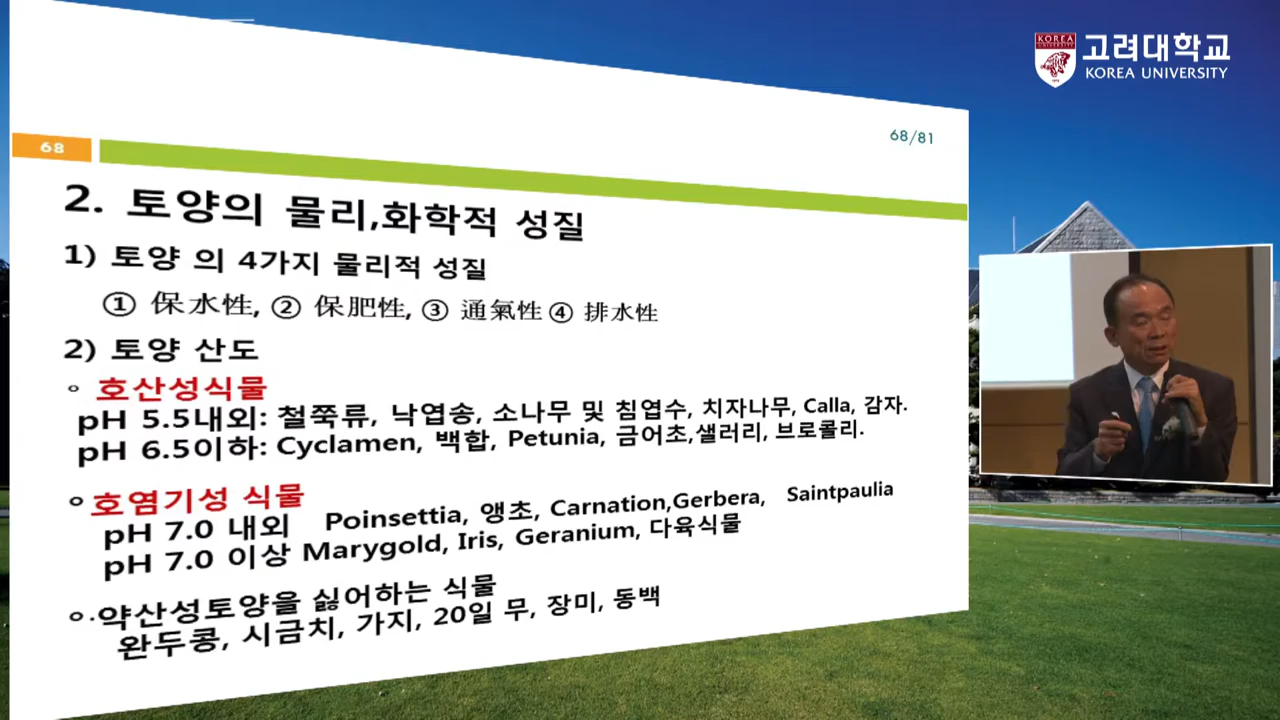 KOREA
UNIVERSITY
고려대학교
KOREA UNIVERSITY
68/81
68
2. 토양의 물리,화학적 성질
1) 토양 의 4가지 물리적 성질
① 保水性, ② 保肥性, ③ 通氣性 ④ 排水性
2) 토양 산도
○ 호산성식물
pH 5.5내외: 철쭉류, 낙엽송, 소나무 및 침엽수, 치자나무, Calla, 감자.
pH 6.5이하: Cyclamen, 백합, Petunia, 금어초,샐러리, 브로콜리.
○ 호염기성 식물
pH 7.0 내외 Poinsettia, 앵초, Carnation,Gerbera, Saintpaulia
pH 7.0 이상 Marygold, Iris, Geranium, 다육식물
○ ·약산성토양을 싫어하는 식물
완두콩, 시금치, 가지, 20일 무, 장미, 동백